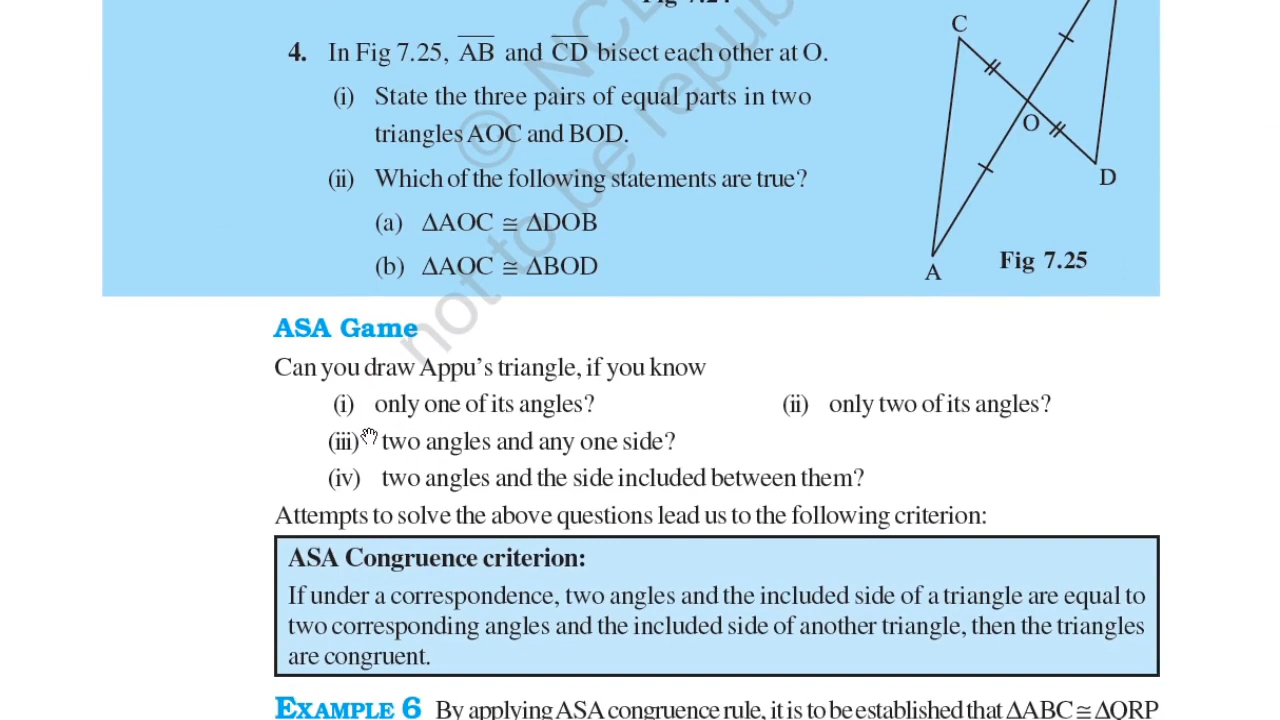 4. In Fig 7.25, AB and CD bisect each other at O.
(i) State the three pairs of equal parts in two
triangles AOC and BOD.
(ii) Which of the following statements are true?
(a) ΔAOC ≅ ΔDOB
(b) ΔAOC ≅ ΔBOD
C
O
D
A
Fig 7.25
not to be republ
ASA Game
Can you draw Appu's triangle, if you know
(i) only one of its angles? (ii) only two of its angles?
(iii) two angles and any one side?
(iv) two angles and the side included between them?
Attempts to solve the above questions lead us to the following criterion:
ASA Congruence criterion:
If under a correspondence, two angles and the included side of a triangle are equal to
two corresponding angles and the included side of another triangle, then the triangles
are congruent.
EXAMPLE 6 By applying ASA congruence rule, it is to be established that ΔABC ≅ ΔQRP